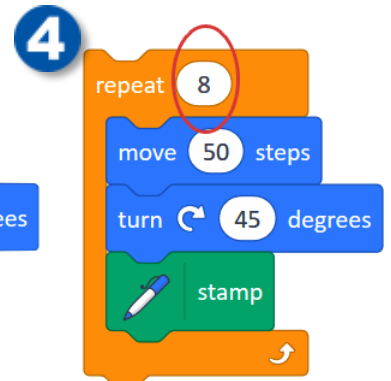 4
repeat 8
move 50 steps
ees
turn 45 degrees
stamp